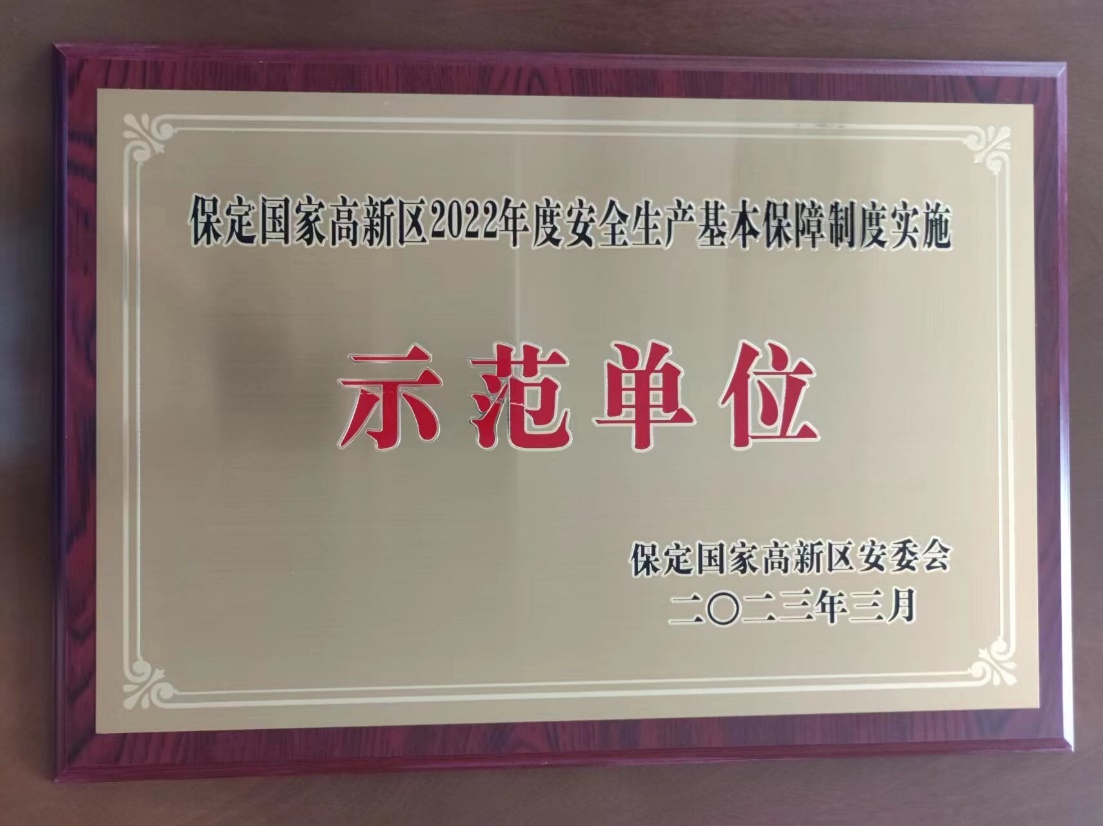 保定国家高新区2022年度安全生产基本保障制度实施
示范单位
保定国家高新区安委会
二〇二三年三月